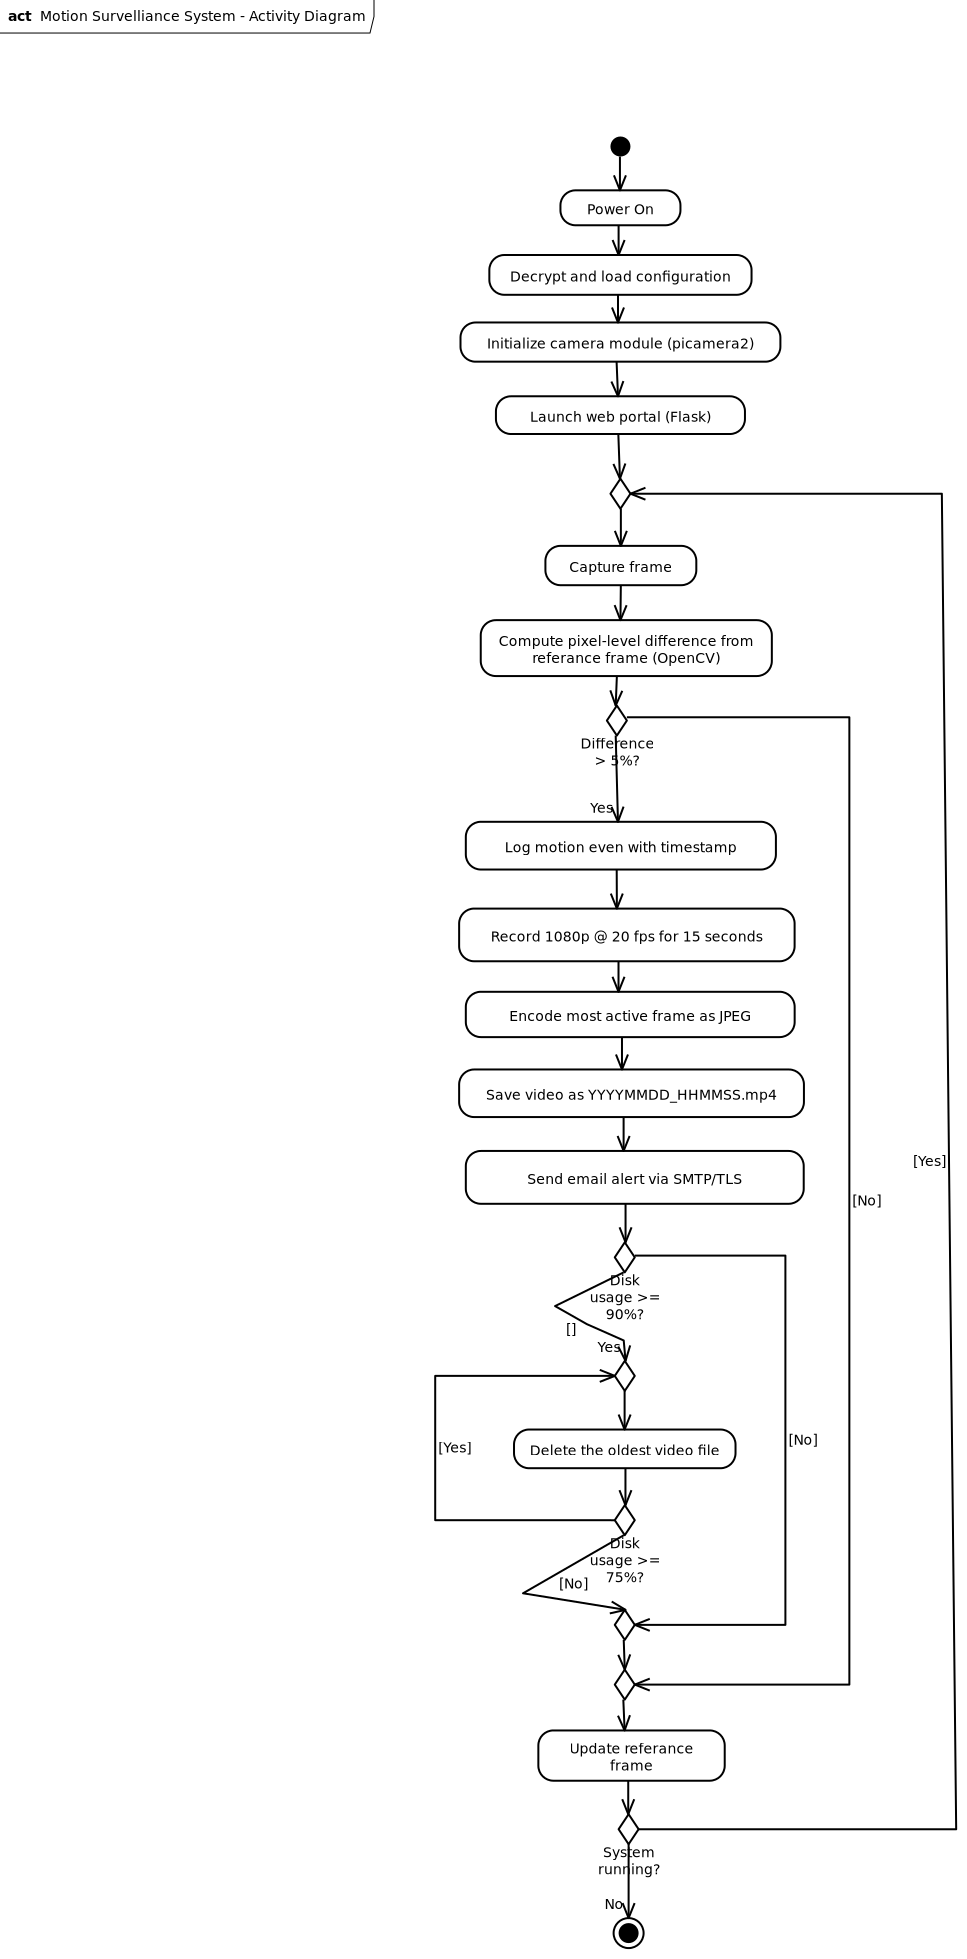 act Motion Survelliance System - Activity Diagram
Power On
Decrypt and load configuration
Initialize camera module (picamera2)
Launch web portal (Flask)
Capture frame
Compute pixel-level difference from
referance frame (OpenCV)
Difference
> 5%?
Yes
Log motion even with timestamp
Record 1080p @ 20 fps for 15 seconds
Encode most active frame as JPEG
Save video as YYYYMMDD_HHMMSS.mp4
[Yes]
Send email alert via SMTP/TLS
[No]
Disk
usage >=
90%?
[]
Yes
[No]
[Yes]
Delete the oldest video file
Disk
usage >=
75%?
[No]
Update referance
frame
System
running?
No